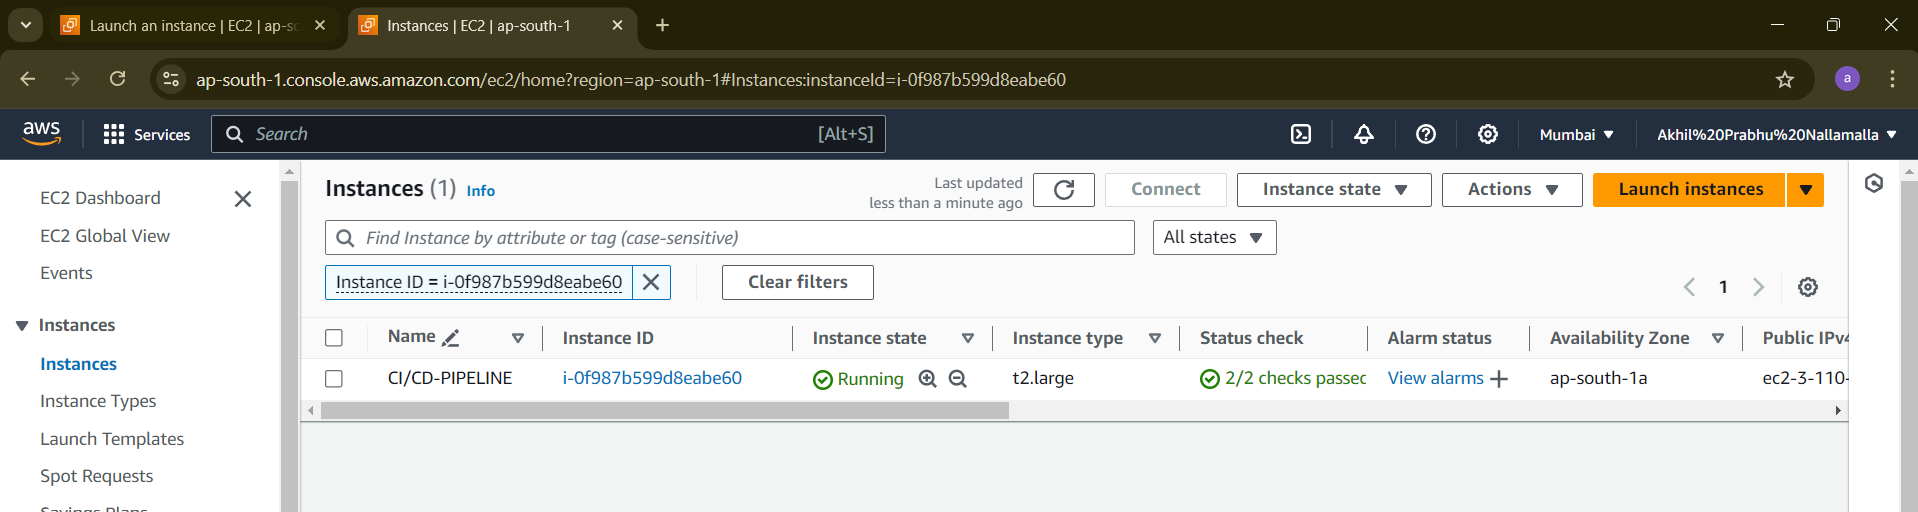 Launch an instance | EC2 | ap-sc
Instances | EC2 | ap-south-1
ap-south-1.console.aws.amazon.com/ec2/home?region=ap-south-1#Instances:instanceId=i-0f987b599d8eabe60
a
aws
Services
Search
[Alt+S]
Mumbai
Akhil%20Prabhu%20Nallamalla
EC2 Dashboard
EC2 Global View
Events
Instances
Instances
Instance Types
Launch Templates
Spot Requests
Savings Plans
Instances (1) Info
Last updated
less than a minute ago
Connect
Instance state
Actions
Launch instances
Find Instance by attribute or tag (case-sensitive)
All states
Instance ID = i-0f987b599d8eabe60
Clear filters
1
Name Instance ID Instance state Instance type Status check Alarm status Availability Zone Public IPv4
CI/CD-PIPELINE i-0f987b599d8eabe60 Running t2.large 2/2 checks passec View alarms + ap-south-1a ec2-3-110-